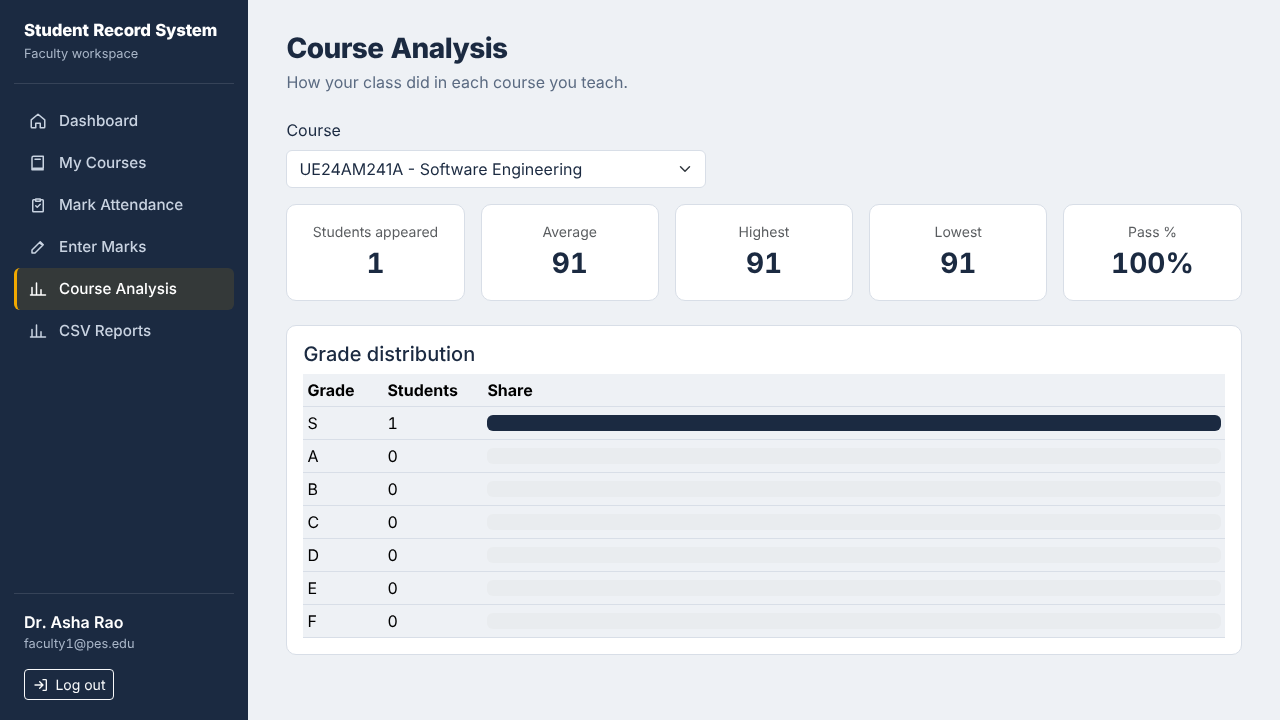 Student Record System
Faculty workspace
Dashboard
My Courses
Mark Attendance
Enter Marks
Course Analysis
CSV Reports
Dr. Asha Rao
faculty1@pes.edu
Log out
Course Analysis
How your class did in each course you teach.
Course
UE24AM241A - Software Engineering
Students appeared
1
Average
91
Highest
91
Lowest
91
Pass %
100%
Grade distribution
Grade Students Share
S 1
A 0
B 0
C 0
D 0
E 0
F 0